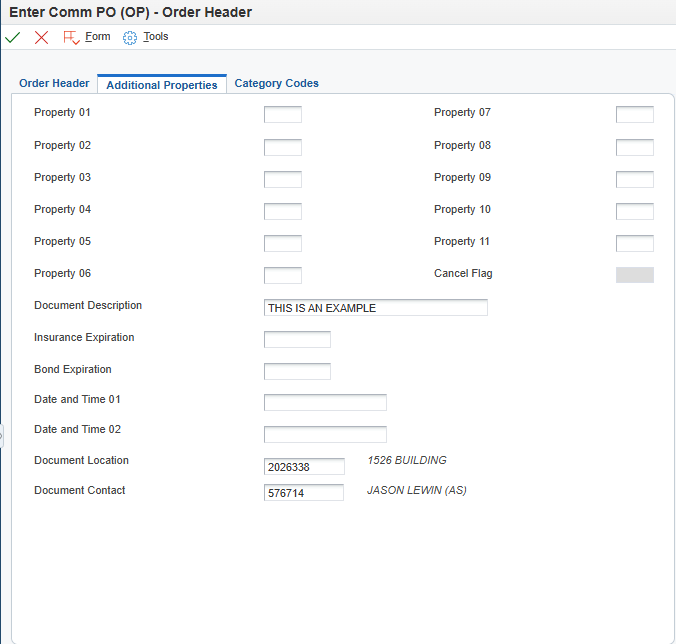 Enter Comm PO (OP) - Order Header
Form Tools
Order Header Additional Properties Category Codes
Property 01 Property 07
Property 02 Property 08
Property 03 Property 09
Property 04 Property 10
Property 05 Property 11
Property 06 Cancel Flag
Document Description THIS IS AN EXAMPLE
Insurance Expiration
Bond Expiration
Date and Time 01
Date and Time 02
Document Location 2026338 1526 BUILDING
Document Contact 576714 JASON LEWIN (AS)